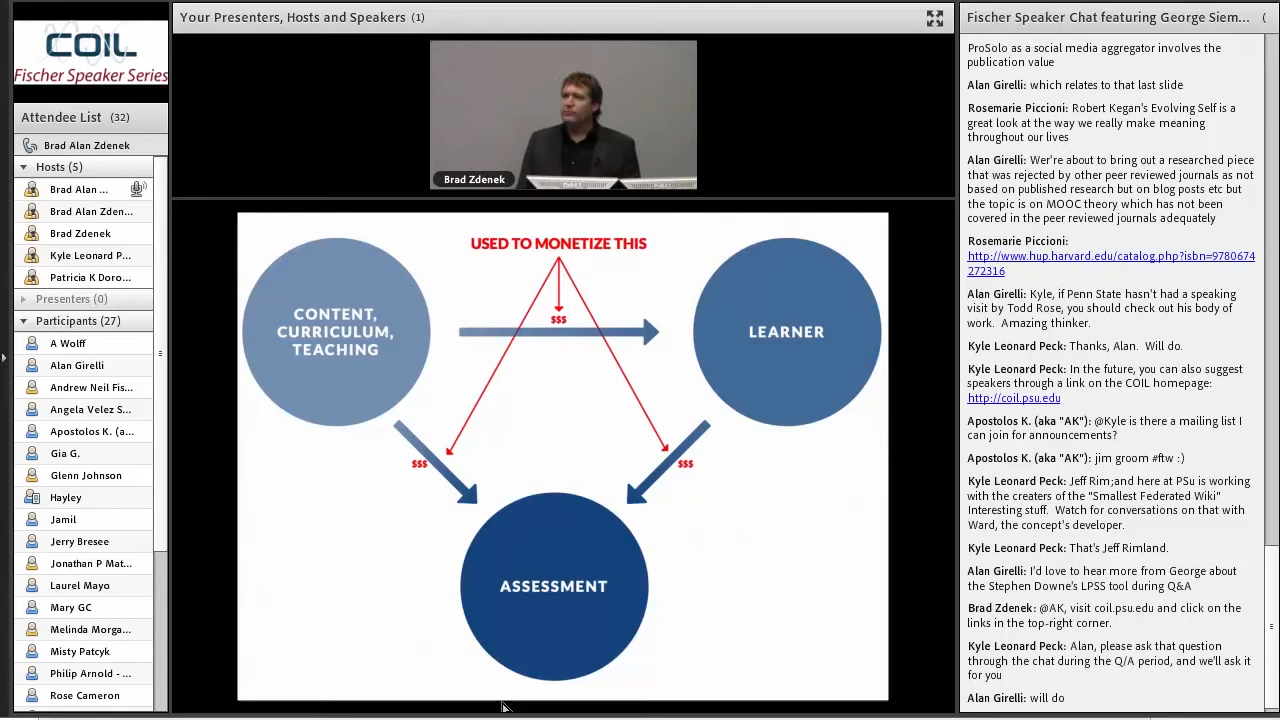 COIL
Fischer Speaker Series
Attendee List (32)
Brad Alan Zdenek
Hosts (5)
Brad Alan ...
Brad Alan Zden...
Brad Zdenek
Kyle Leonard P...
Patricia K Doro...
Presenters (0)
Participants (27)
A Wolff
Alan Girelli
Andrew Neil Fis...
Angela Velez S...
Apostolos K. (a...
Gia G.
Glenn Johnson
Hayley
Jamil
Jerry Bresee
Jonathan P Mat...
Laurel Mayo
Mary GC
Melinda Morga...
Misty Patcyk
Philip Arnold - ...
Rose Cameron
Your Presenters, Hosts and Speakers (1)
Brad Zdenek
USED TO MONETIZE THIS
CONTENT,
CURRICULUM,
TEACHING
$$$
LEARNER
$$$
$$$
ASSESSMENT
Fischer Speaker Chat featuring George Siem... (
ProSolo as a social media aggregator involves the
publication value
Alan Girelli: which relates to that last slide
Rosemarie Piccioni: Robert Kegan's Evolving Self is a
great look at the way we really make meaning
throughout our lives
Alan Girelli: Wer're about to bring out a researched piece
that was rejected by over peer reviewed journals as not
based on published research but on blog posts etc but
the topic is on MOOC theory which has not been
covered in the peer reviewed journals adequately
Rosemarie Piccioni:
http://www.hup.harvard.edu/catalog.php?isbn=9780674
272316
Alan Girelli: Kyle, if Penn State hasn't had a speaking
visit by Todd Rose, you should check out his body of
work. Amazing thinker.
Kyle Leonard Peck: Thanks, Alan. Will do.
Kyle Leonard Peck: In the future, you can also suggest
speakers through a link on the COIL homepage:
http://coil.psu.edu
Apostolos K. (aka "AK"): @Kyle is there a mailing list I
can join for announcements?
Apostolos K. (aka "AK"): jim groom #ftw :)
Kyle Leonard Peck: Jeff Rim;and here at PSu is working
with the creators of the "Smallest Federated Wiki"
Interesting stuff. Watch for conversations on that with
Ward, the concept's developer.
Kyle Leonard Peck: That's Jeff Rimland.
Alan Girelli: I'd love to hear more from George about
the Stephen Downe's LPSS tool during Q&A
Brad Zdenek: @AK, visit coil.psu.edu and click on the
links in the top-right corner.
Kyle Leonard Peck: Alan, please ask that question
through the chat during the Q/A period, and we'll ask it
for you
Alan Girelli: will do